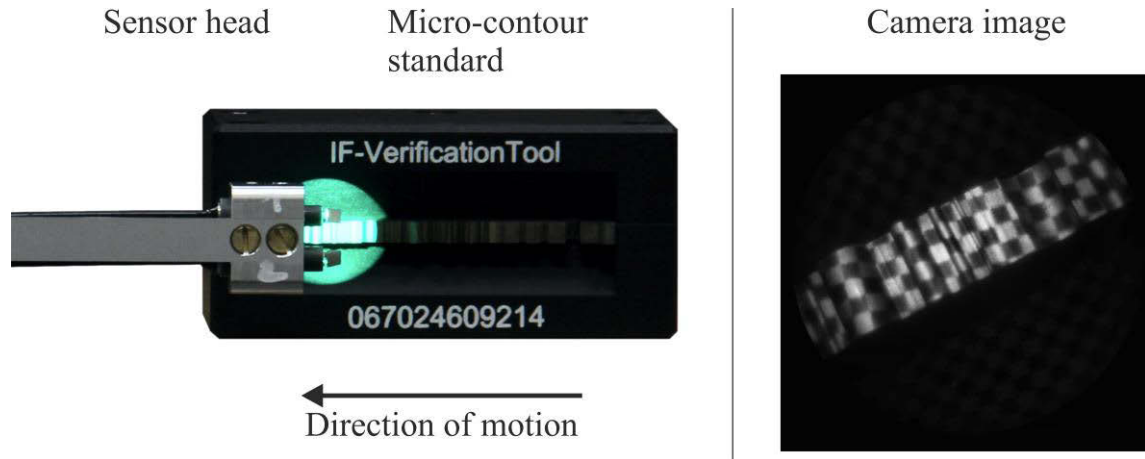 Sensor head
Micro-contour
standard
Camera image
IF-VerificationTool
067024609214
Direction of motion